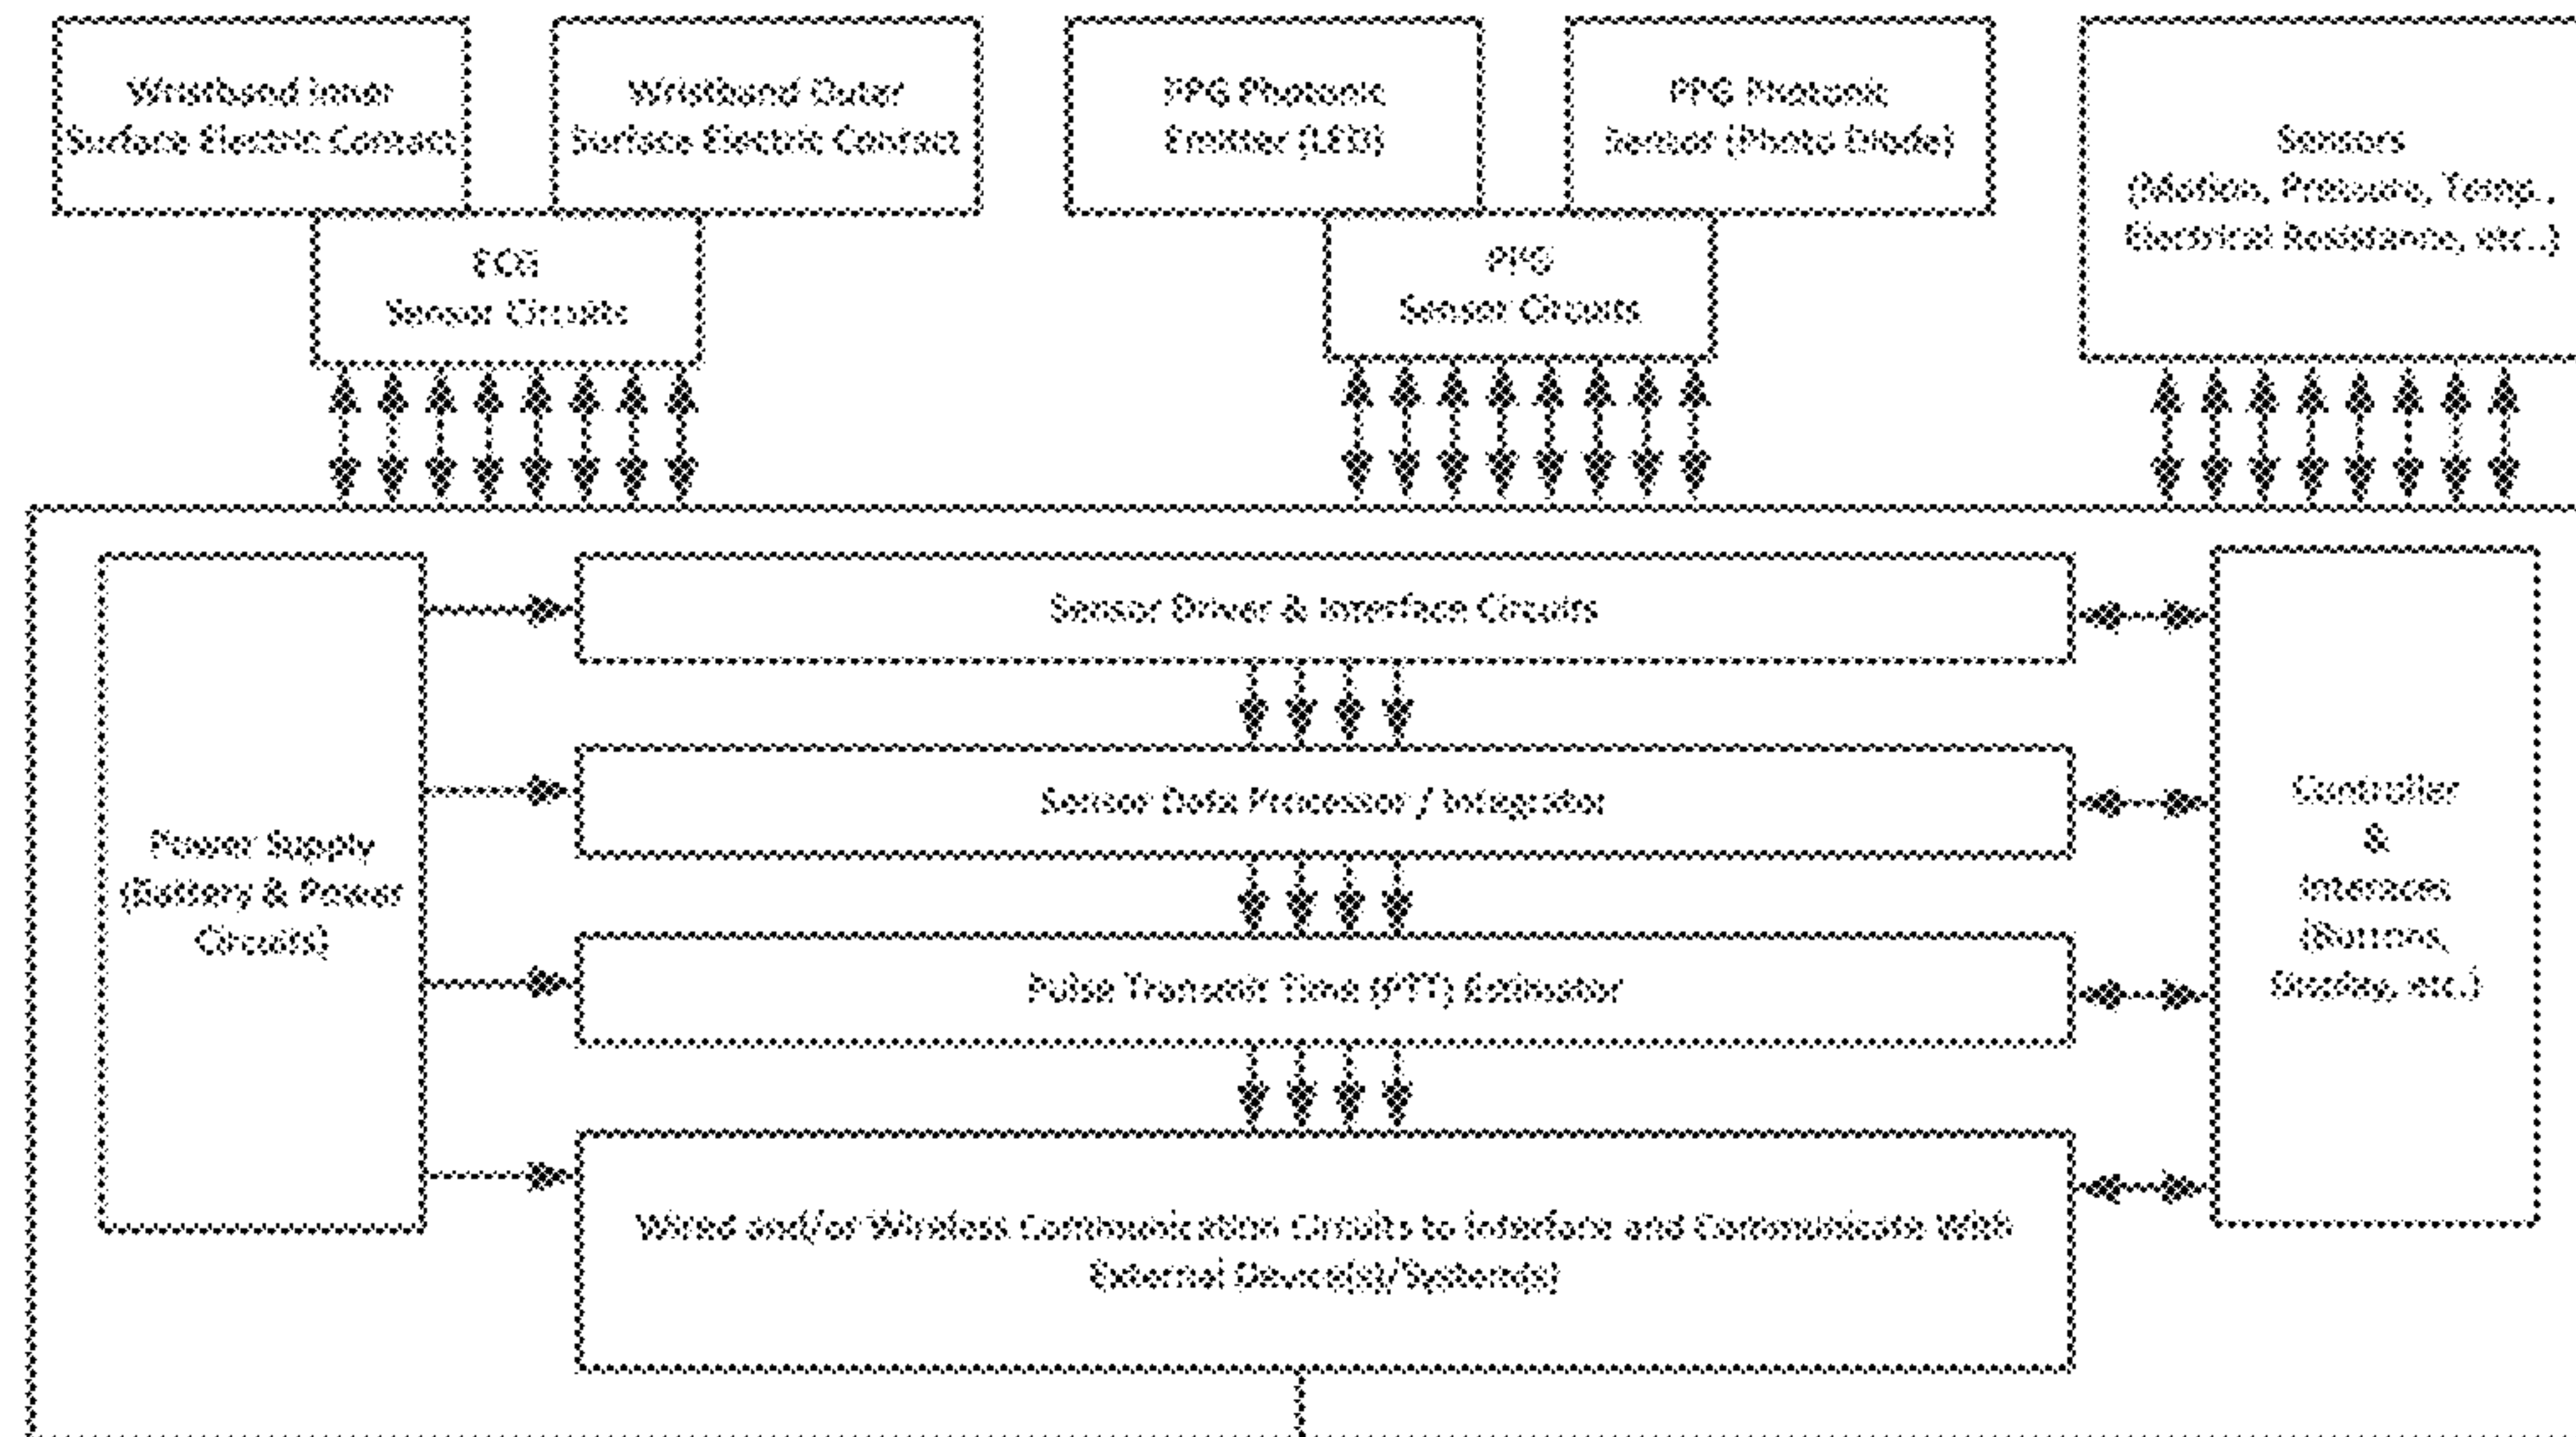 Wristband Inner
Surface Electric Contact
Wristband Outer
Surface Electric Contact
PPG Photonic
Emitter (LED)
PPG Photonic
Sensor (Photo Diode)
Sensors
(Motion, Pressure, Temp.,
Electrical Resistance, etc..)
ECG
Sensor Circuits
PPG
Sensor Circuits
Sensor Driver & Interface Circuits
Sensor Data Processor / Integrator
Power Supply
(Battery & Power
Circuits)
Controller
&
Interaces
(Buttons,
Display, etc.)
Pulse Transmit Time (PTT) Estimator
Wired and/or Wireless Communication Circuits to Interface and Communicate With
External Device(s)/System(s)